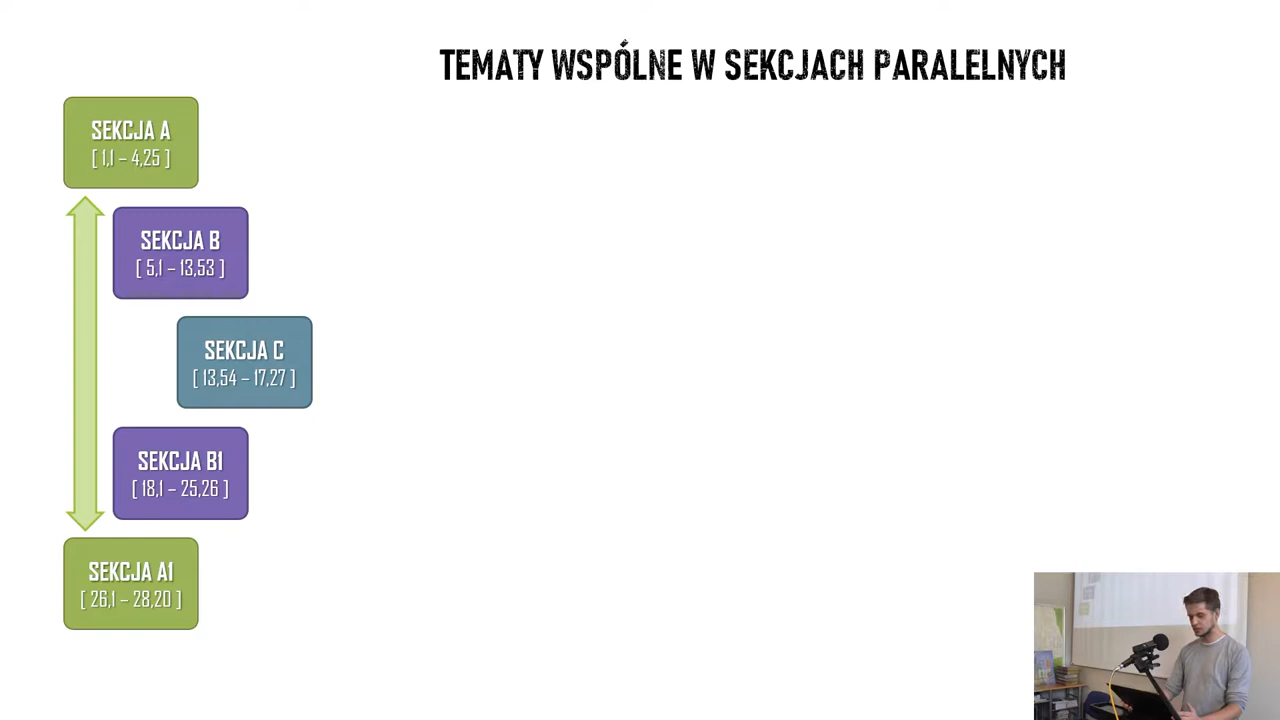 TEMATY WSPÓLNE W SEKCJACH PARALELNYCH
SEKCJA A
[ 1,1 – 4,25 ]
SEKCJA B
[ 5,1 – 13,53 ]
SEKCJA C
[ 13,54 – 17,27 ]
SEKCJA B1
[ 18,1 – 25,26 ]
SEKCJA A1
[ 26,1 – 28,20 ]